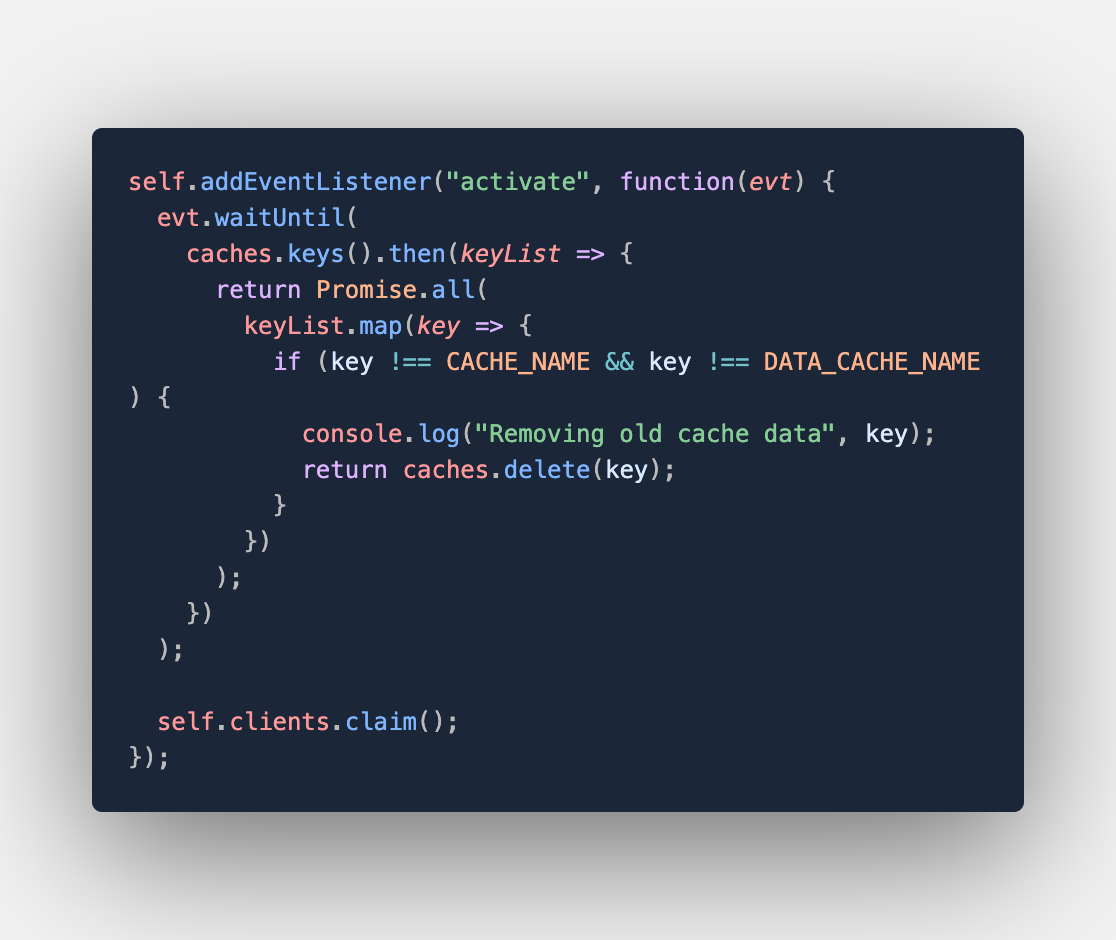 self.addEventListener("activate", function(evt) {
  evt.waitUntil(
    caches.keys().then(keyList => {
      return Promise.all(
        keyList.map(key => {
          if (key !== CACHE_NAME && key !== DATA_CACHE_NAME
) {
            console.log("Removing old cache data", key);
            return caches.delete(key);
          }
        })
      );
    })
  );

  self.clients.claim();
});